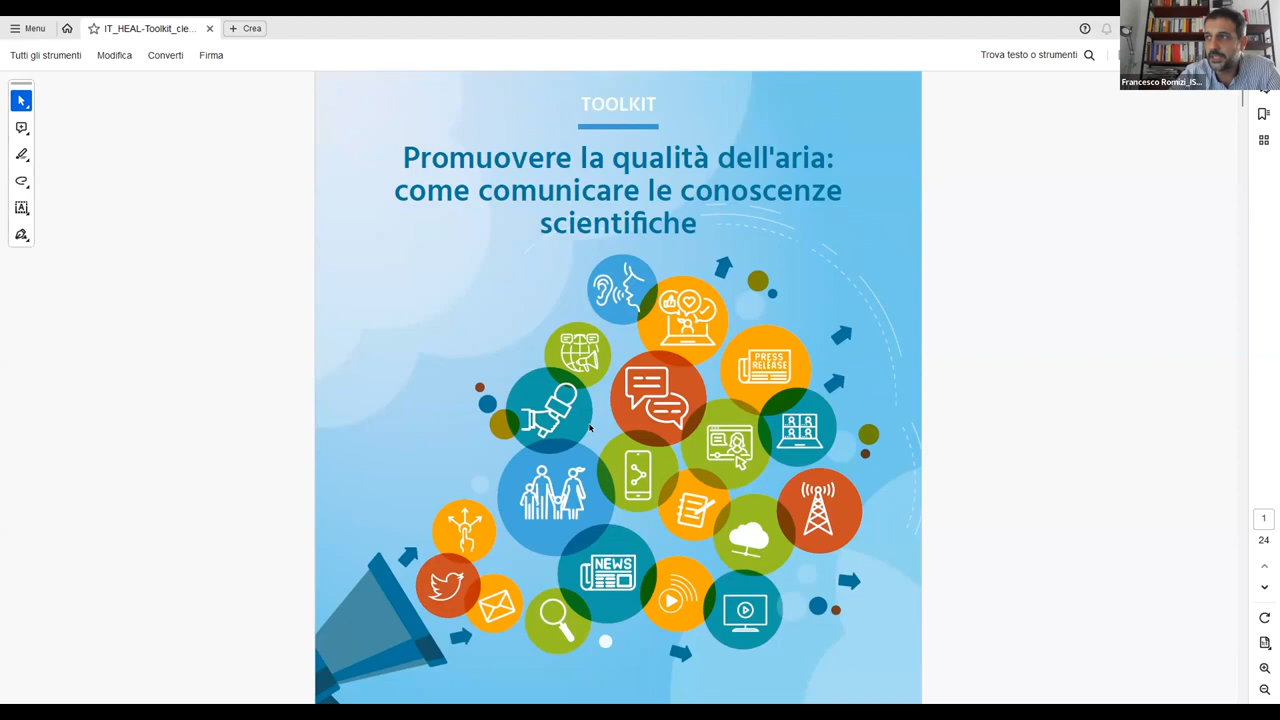 Menu
IT_HEAL-Toolkit_cle...
Crea
Tutti gli strumenti
Modifica
Converti
Firma
Trova testo o strumenti
Francesco Romizi_IS...
TOOLKIT
Promuovere la qualità dell'aria:
come comunicare le conoscenze
scientifiche
PRESS
RELEASE
NEWS
1
24